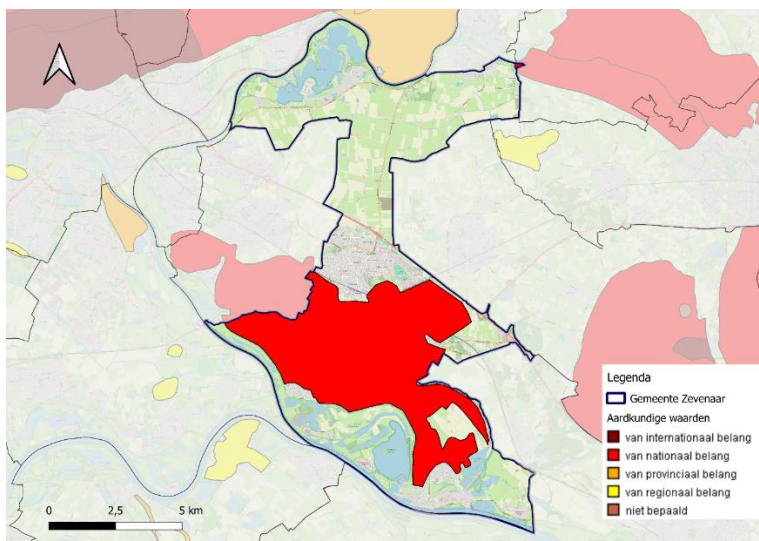 Legenda
Gemeente Zevenaar
Aardkundige waarden
van internationaal belang
van nationaal belang
van provinciaal belang
van regionaal belang
niet bepaald
0 2,5 5 km